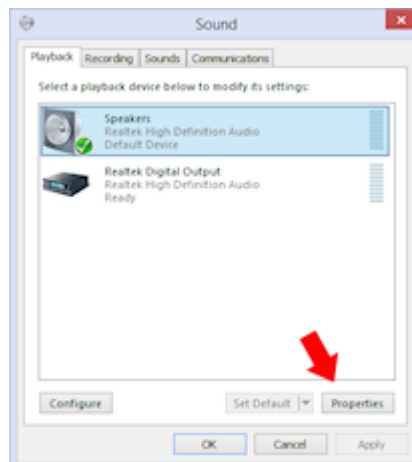 Sound
Playback Recording Sounds Communications
Select a playback device below to modify its settings:
Speakers
Realtek High Definition Audio
Default Device
Realtek Digital Output
Realtek High Definition Audio
Ready
Configure Set Default Properties
OK Cancel Apply